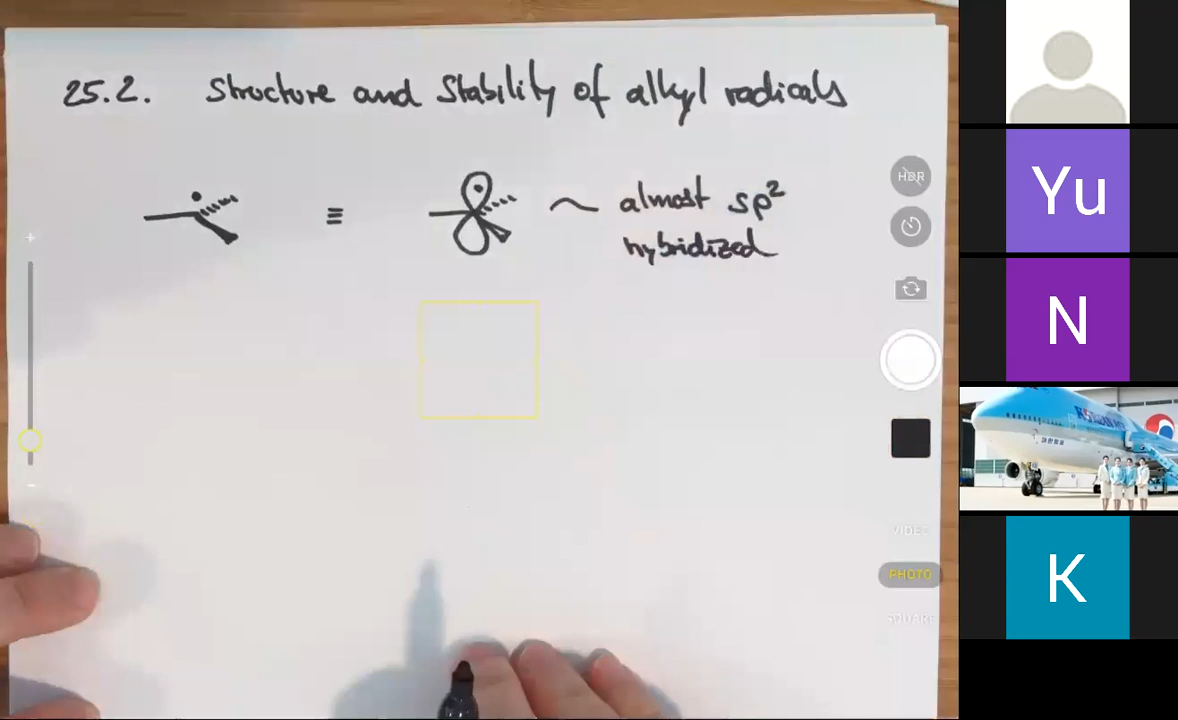 25.2. Structure and Stability of alkyl radicals
≡
~ almost sp²
hybridized
HDR
VIDEO
PHOTO
SQUARE
Yu
N
K